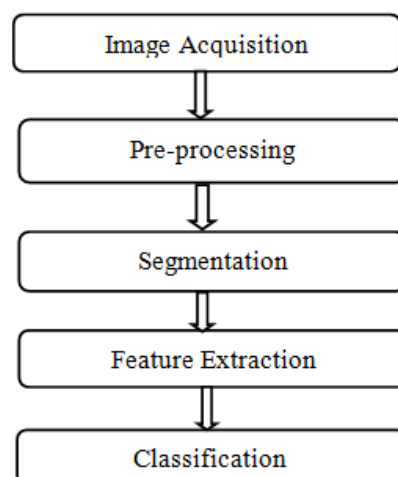 Image Acquisition
Pre-processing
Segmentation
Feature Extraction
Classification